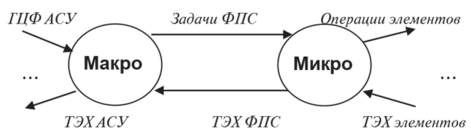 ГЦФ АСУ Задачи ФПС Операции элементов
Макро Микро
... ...
ТЭХ АСУ ТЭХ ФПС ТЭХ элементов